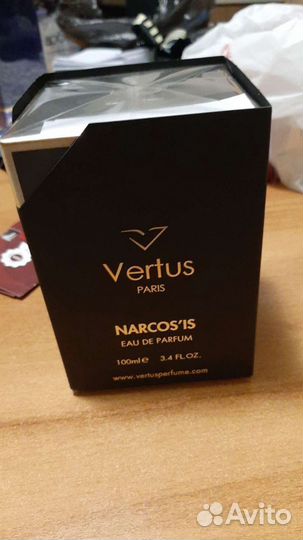 Vertus
PARIS
NARCOS'IS
EAU DE PARFUM
100ml e 3.4 FL.OZ.
www.vertusperfume.com
Avito